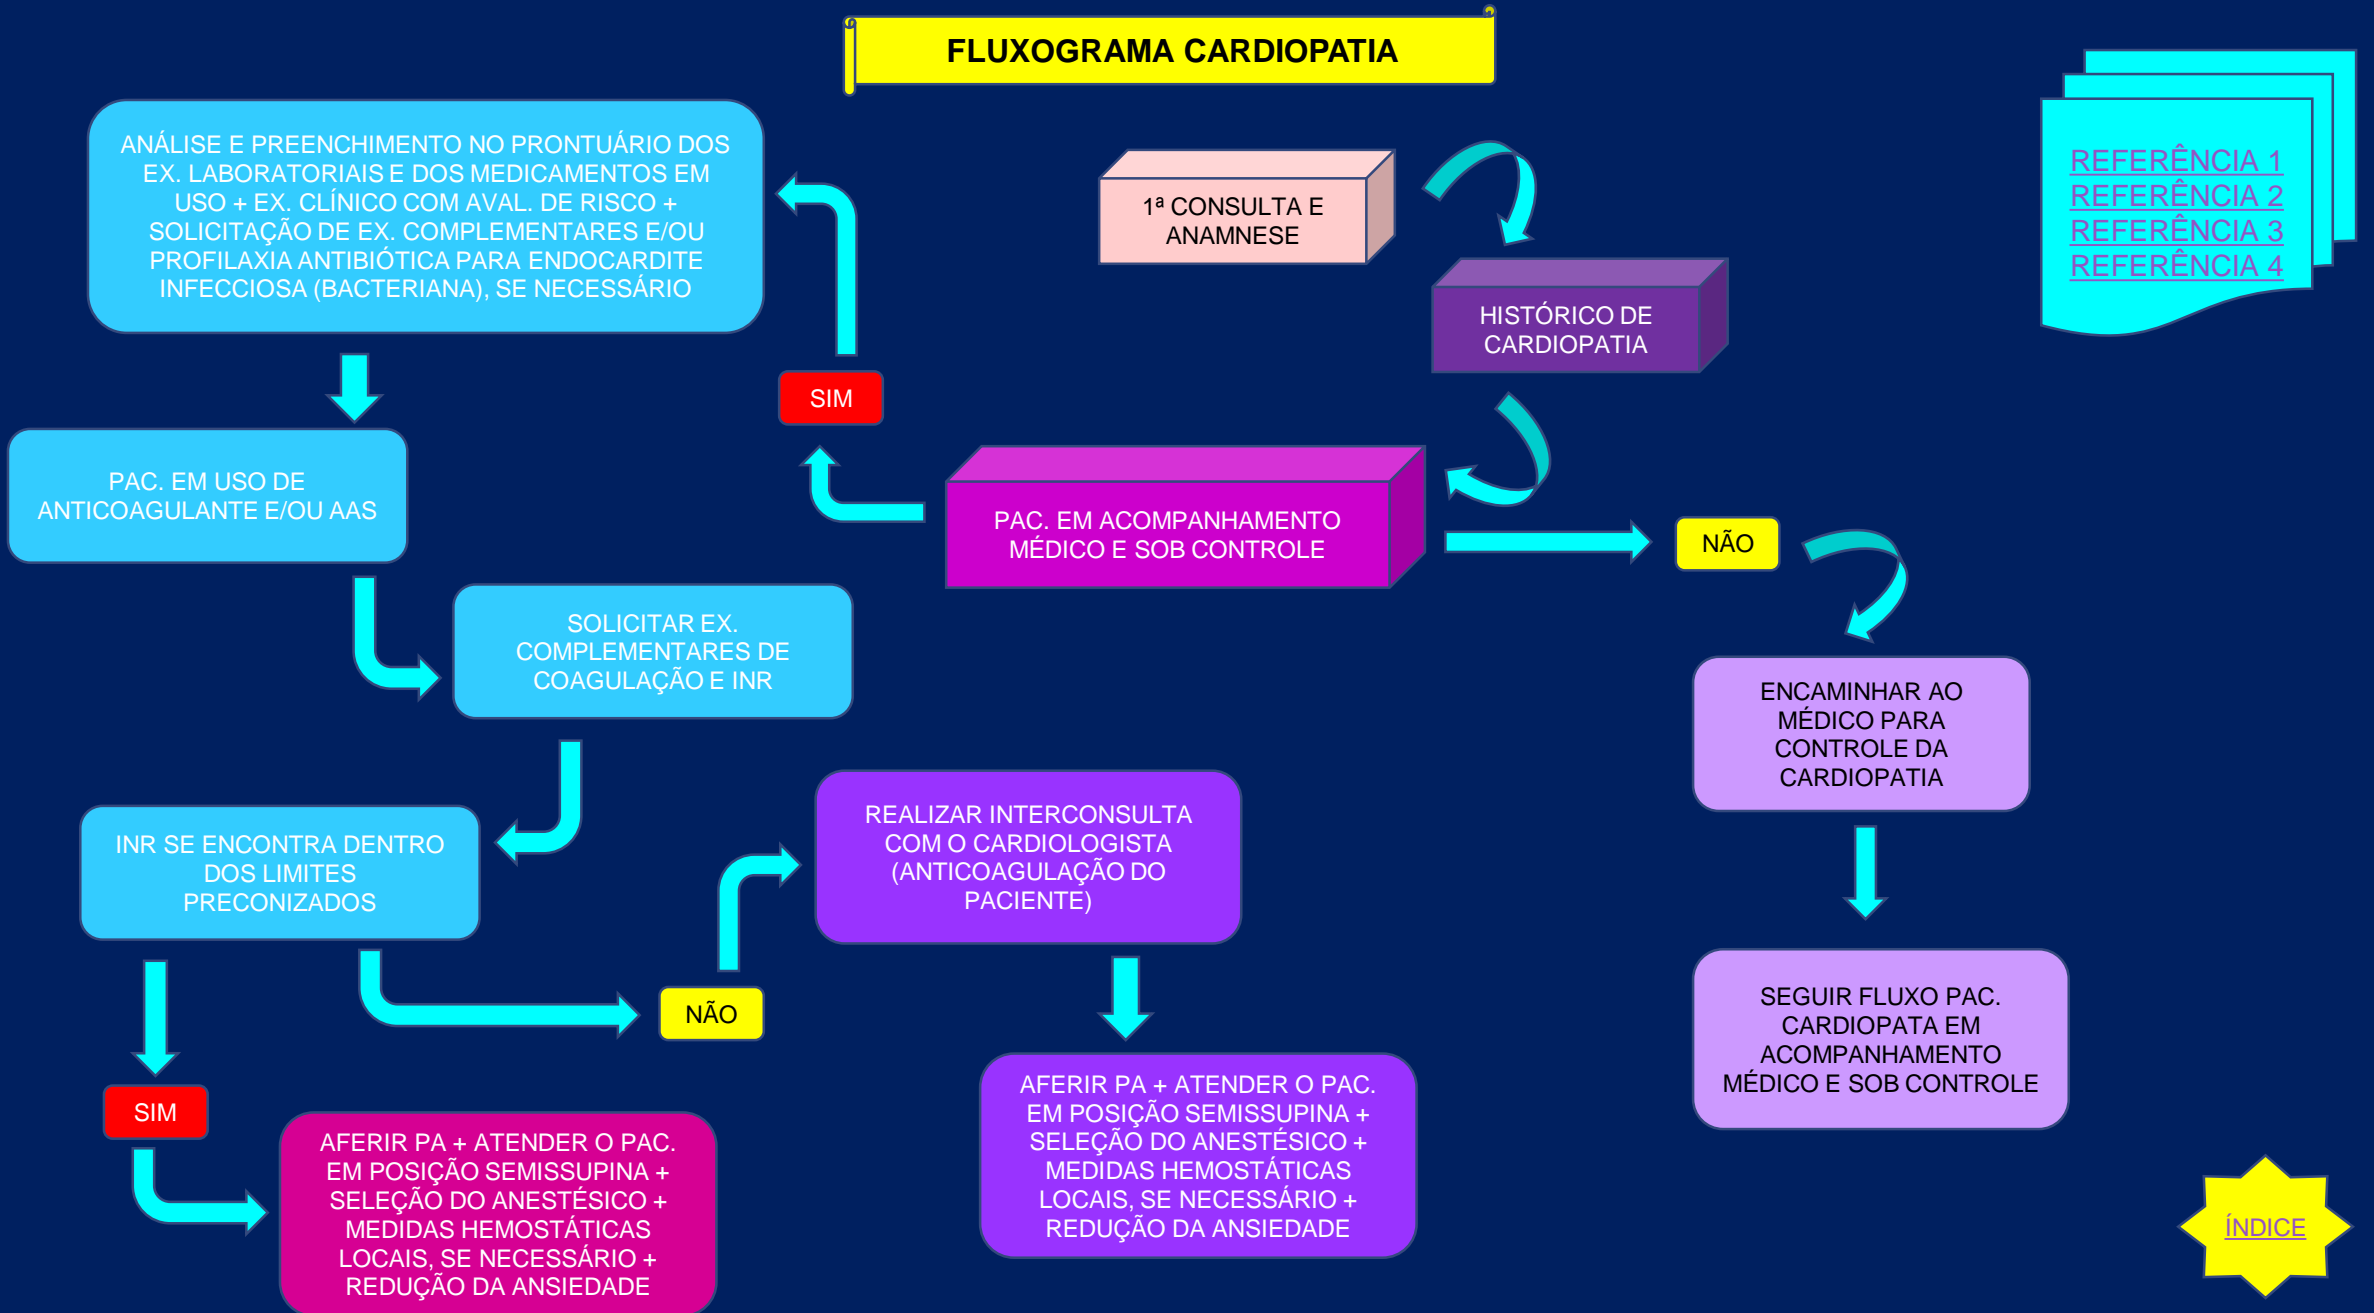 FLUXOGRAMA CARDIOPATIA
ANÁLISE E PREENCHIMENTO NO PRONTUÁRIO DOS
EX. LABORATORIAIS E DOS MEDICAMENTOS EM
USO + EX. CLÍNICO COM AVAL. DE RISCO +
SOLICITAÇÃO DE EX. COMPLEMENTARES E/OU
PROFILAXIA ANTIBIÓTICA PARA ENDOCARDITE
INFECCIOSA (BACTERIANA), SE NECESSÁRIO
1ª CONSULTA E
ANAMNESE
REFERÊNCIA 1
REFERÊNCIA 2
REFERÊNCIA 3
REFERÊNCIA 4
HISTÓRICO DE
CARDIOPATIA
SIM
PAC. EM USO DE
ANTICOAGULANTE E/OU AAS
PAC. EM ACOMPANHAMENTO
MÉDICO E SOB CONTROLE
NÃO
SOLICITAR EX.
COMPLEMENTARES DE
COAGULAÇÃO E INR
ENCAMINHAR AO
MÉDICO PARA
CONTROLE DA
CARDIOPATIA
INR SE ENCONTRA DENTRO
DOS LIMITES
PRECONIZADOS
REALIZAR INTERCONSULTA
COM O CARDIOLOGISTA
(ANTICOAGULAÇÃO DO
PACIENTE)
NÃO
SEGUIR FLUXO PAC.
CARDIOPATA EM
ACOMPANHAMENTO
MÉDICO E SOB CONTROLE
SIM
AFERIR PA + ATENDER O PAC.
EM POSIÇÃO SEMISSUPINA +
SELEÇÃO DO ANESTÉSICO +
MEDIDAS HEMOSTÁTICAS
LOCAIS, SE NECESSÁRIO +
REDUÇÃO DA ANSIEDADE
AFERIR PA + ATENDER O PAC.
EM POSIÇÃO SEMISSUPINA +
SELEÇÃO DO ANESTÉSICO +
MEDIDAS HEMOSTÁTICAS
LOCAIS, SE NECESSÁRIO +
REDUÇÃO DA ANSIEDADE
ÍNDICE